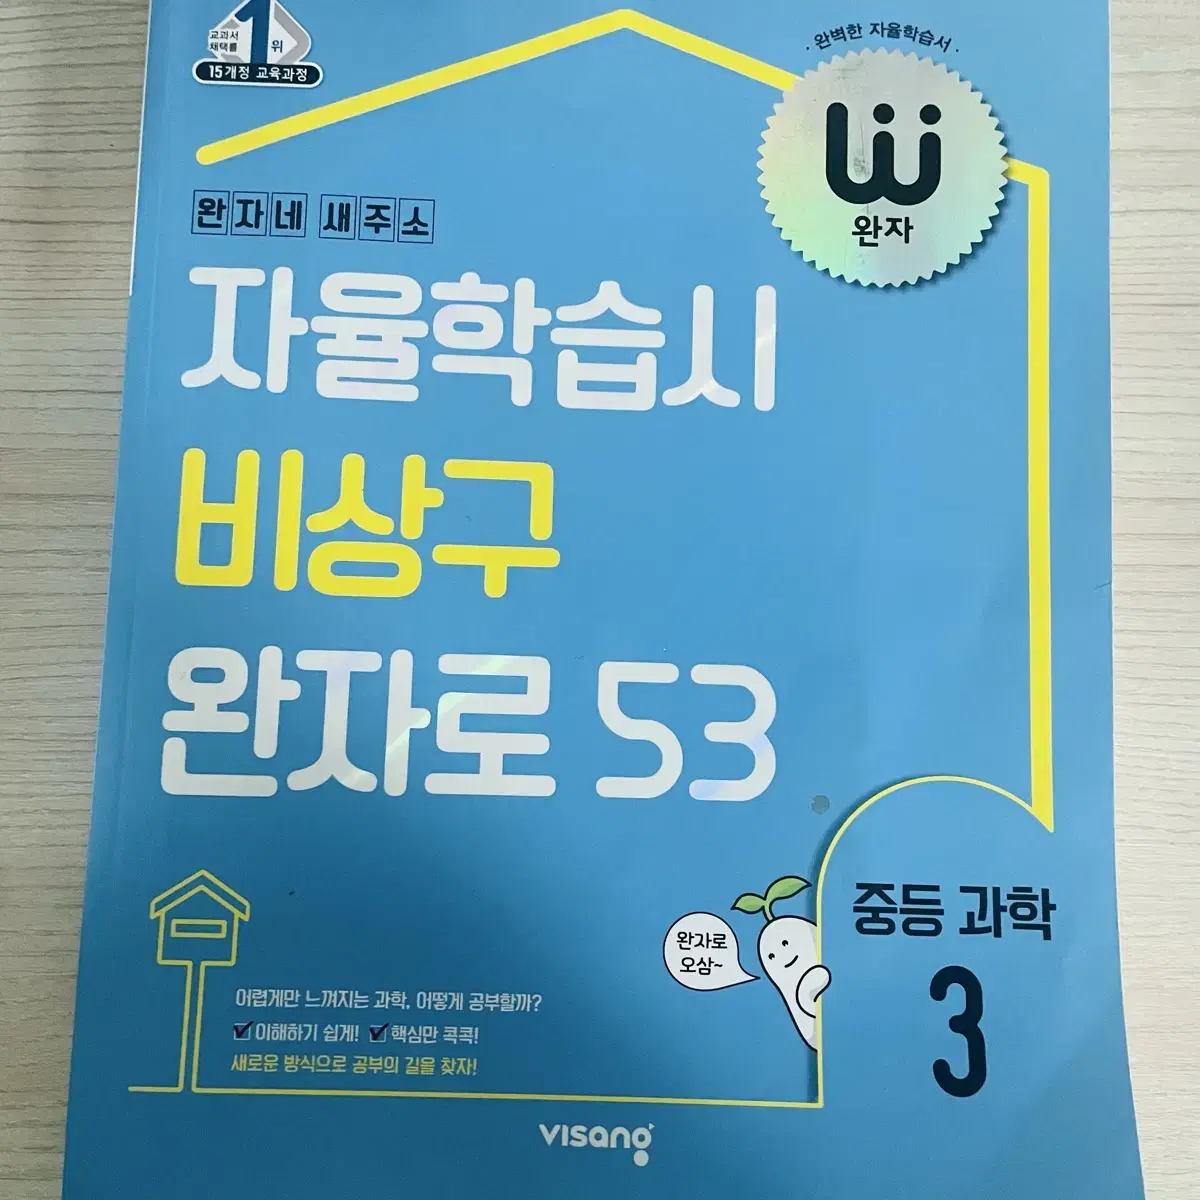 교과서
채택률
1위
15개정 교육과정
· 완벽한 자율학습서 ·
완자
완자네 새주소
자율학습시
비상구
완자로 53
중등 과학
3
완자로
오삼~
어렵게만 느껴지는 과학, 어떻게 공부할까?
이해하기 쉽게! 핵심만 콕콕!
새로운 방식으로 공부의 길을 찾자!
visang